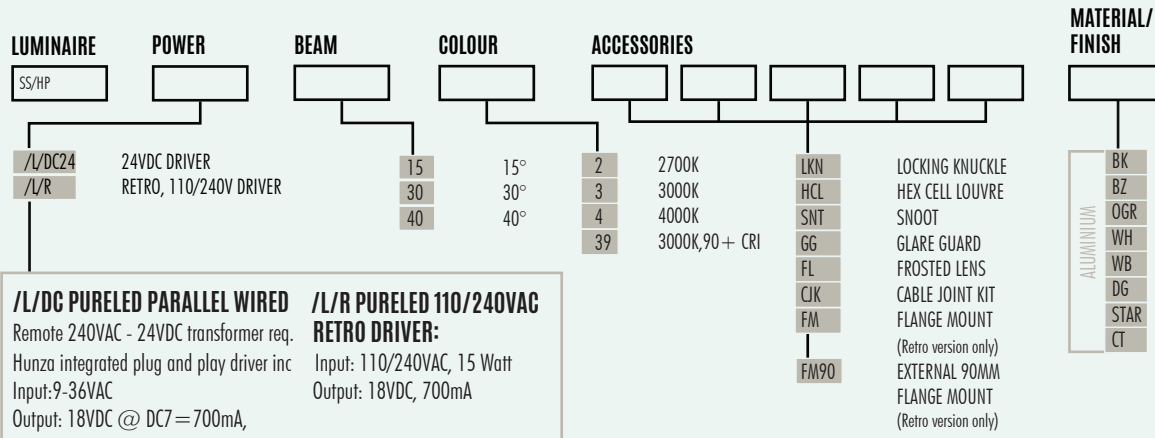 LUMINAIRE POWER BEAM COLOUR ACCESSORIES MATERIAL/
FINISH
SS/HP
/L/DC24 24VDC DRIVER
/L/R RETRO, 110/240V DRIVER
15 15°
30 30°
40 40°
2 2700K
3 3000K
4 4000K
39 3000K,90+ CRI
LKN LOCKING KNUCKLE
HCL HEX CELL LOUVRE
SNT SNOOT
GG GLARE GUARD
FL FROSTED LENS
CJK CABLE JOINT KIT
FM FLANGE MOUNT
(Retro version only)
FM90 EXTERNAL 90MM
FLANGE MOUNT
(Retro version only)
ALUMINIUM
BK
BZ
OGR
WH
WB
DG
STAR
CT
/L/DC PURELED PARALLEL WIRED
Remote 240VAC - 24VDC transformer req.
Hunza integrated plug and play driver inc
Input:9-36VAC
Output: 18VDC @ DC7=700mA,
/L/R PURELED 110/240VAC
RETRO DRIVER:
Input: 110/240VAC, 15 Watt
Output: 18VDC, 700mA